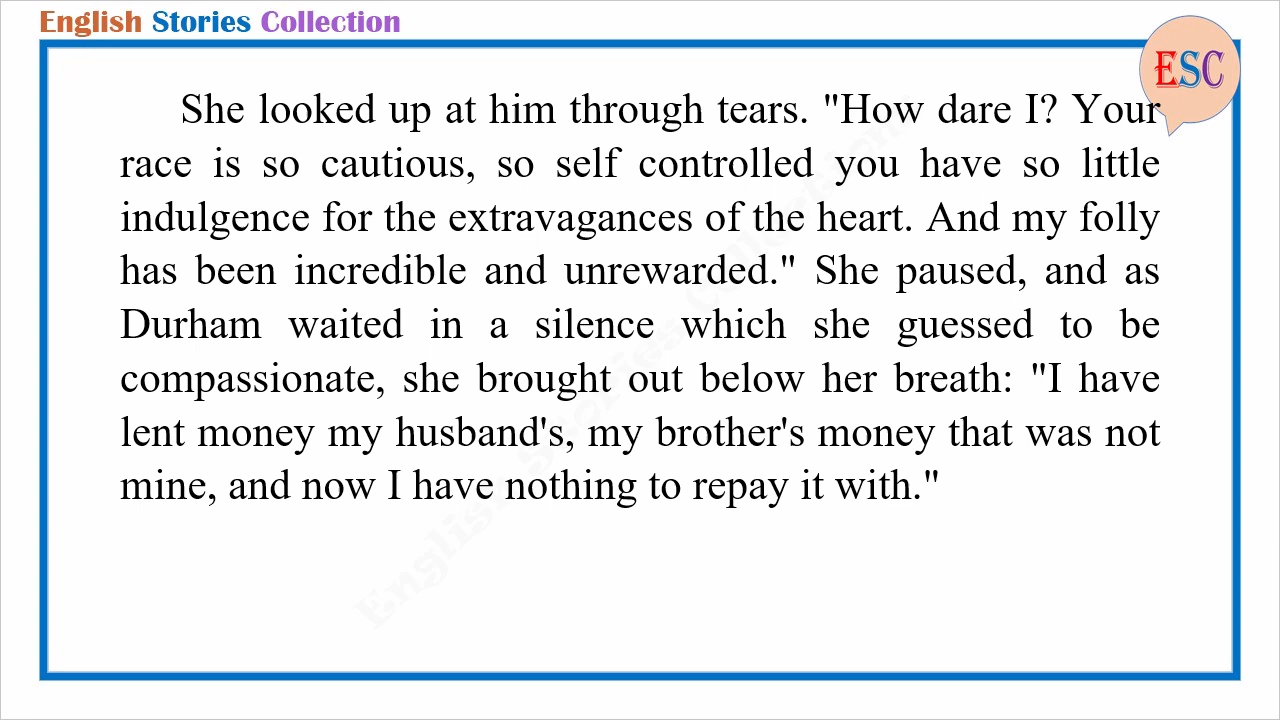 English Stories Collection
ESC
She looked up at him through tears. "How dare I? Your
race is so cautious, so self controlled you have so little
indulgence for the extravagances of the heart. And my folly
has been incredible and unrewarded." She paused, and as
Durham waited in a silence which she guessed to be
compassionate, she brought out below her breath: "I have
lent money my husband's, my brother's money that was not
mine, and now I have nothing to repay it with."
English Stories Collections